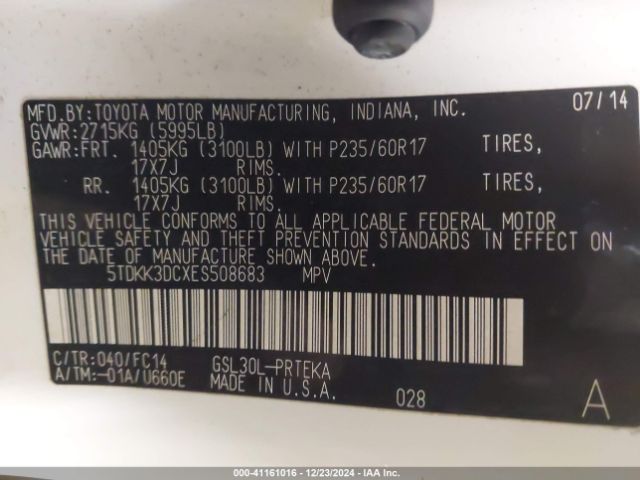 MFD.BY:TOYOTA MOTOR MANUFACTURING, INDIANA, INC. 07/14
GVWR:2715KG (5995LB)
GAWR:FRT. 1405KG (3100LB) WITH P235/60R17 TIRES,
17X7J RIMS.
RR. 1405KG (3100LB) WITH P235/60R17 TIRES,
17X7J RIMS.
THIS VEHICLE CONFORMS TO ALL APPLICABLE FEDERAL MOTOR
VEHICLE SAFETY AND THEFT PREVENTION STANDARDS IN EFFECT ON
THE DATE OF MANUFACTURE SHOWN ABOVE.
5TDKK3DCXES508683 MPV
C/TR:040/FC14 GSL30L-PRTEKA
A/TM:-01A/U660E MADE IN U.S.A. 028 A
000-41161016 - 12/23/2024 - IAA Inc.